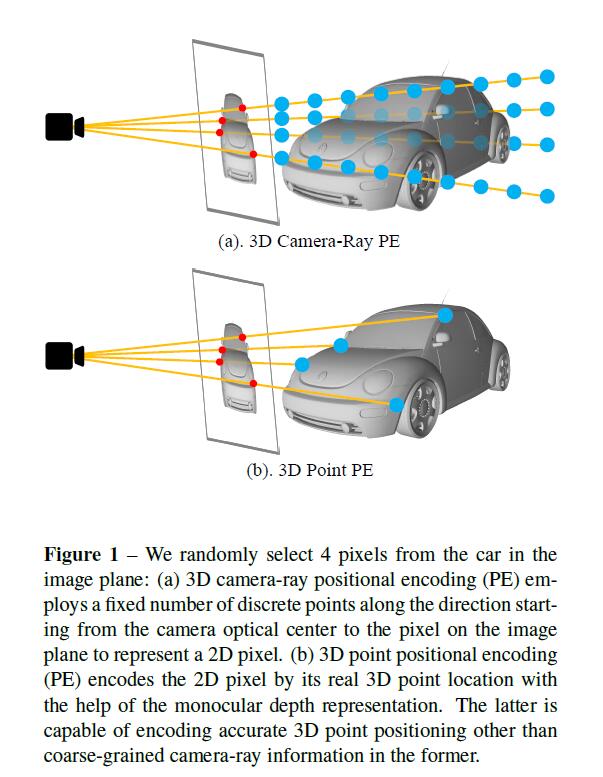 (a). 3D Camera-Ray PE
(b). 3D Point PE
Figure 1 – We randomly select 4 pixels from the car in the
image plane: (a) 3D camera-ray positional encoding (PE) em-
ploys a fixed number of discrete points along the direction start-
ing from the camera optical center to the pixel on the image
plane to represent a 2D pixel. (b) 3D point positional encoding
(PE) encodes the 2D pixel by its real 3D point location with
the help of the monocular depth representation. The latter is
capable of encoding accurate 3D point positioning other than
coarse-grained camera-ray information in the former.